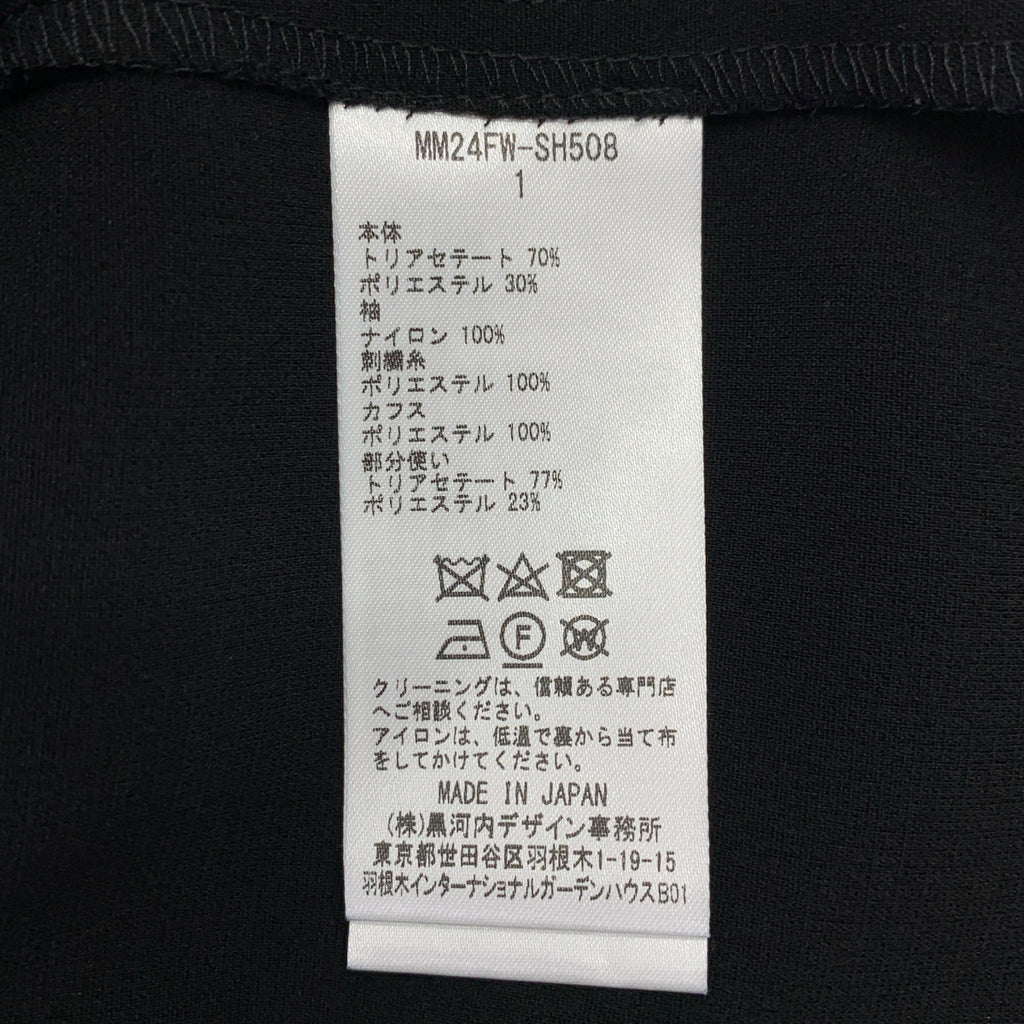 MM24FW-SH508
1
本体
トリアセテート 70%
ポリエステル 30%
袖
ナイロン 100%
刺繍糸
ポリエステル 100%
カフス
ポリエステル 100%
部分使い
トリアセテート 77%
ポリエステル 23%
F
W
クリーニングは、信頼ある専門店
へご相談ください。
アイロンは、低温で裏から当て布
をしてかけてください。
MADE IN JAPAN
(株)黒河内デザイン事務所
東京都世田谷区羽根木1-19-15
羽根木インターナショナルガーデンハウスB01